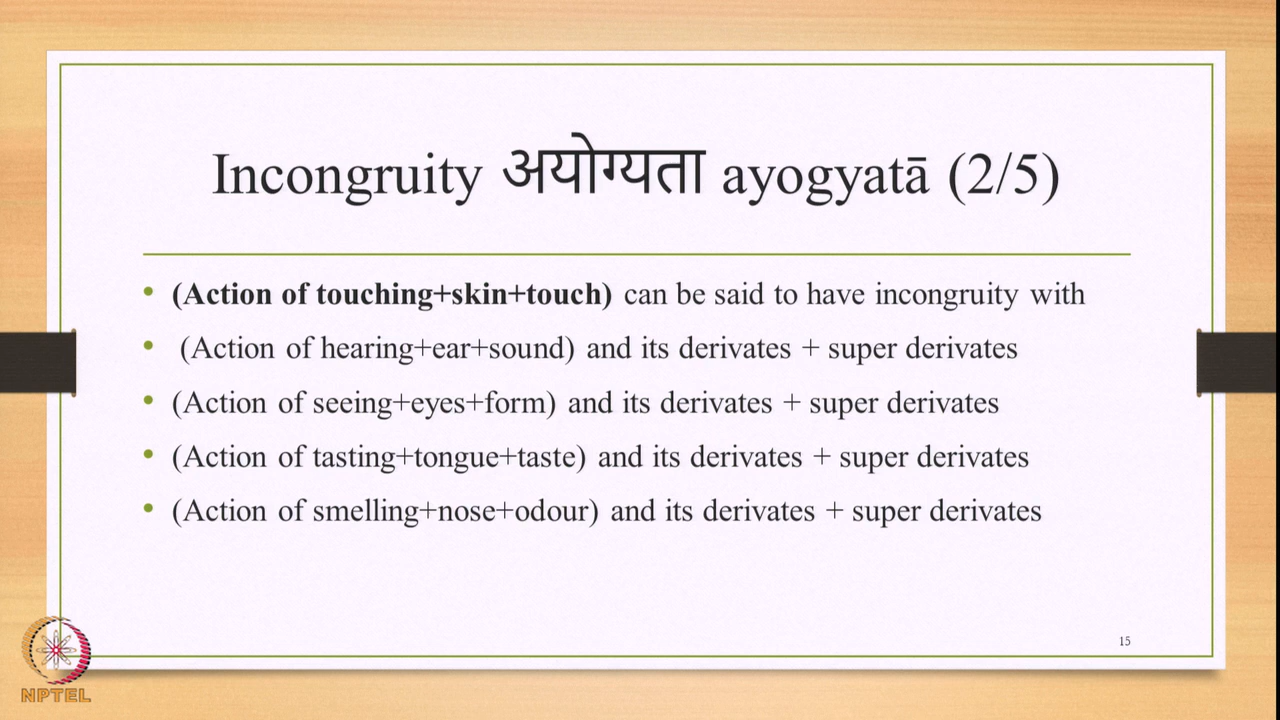 Incongruity अयोग्यता ayogyatā (2/5)
• (Action of touching+skin+touch) can be said to have incongruity with
• (Action of hearing+ear+sound) and its derivates + super derivates
• (Action of seeing+eyes+form) and its derivates + super derivates
• (Action of tasting+tongue+taste) and its derivates + super derivates
• (Action of smelling+nose+odour) and its derivates + super derivates
15
NPTEL